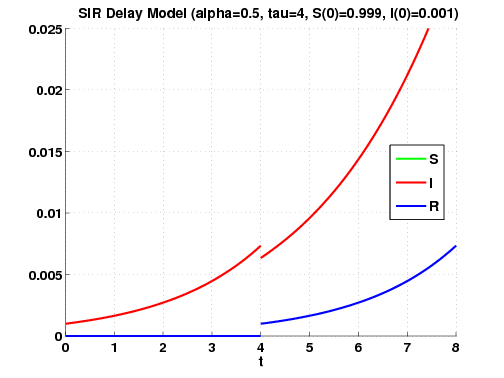 SIR Delay Model (alpha=0.5, tau=4, S(0)=0.999, I(0)=0.001)
0.025
0.02
0.015
0.01
0.005
0
S
I
R
0 1 2 3 4 5 6 7 8
t